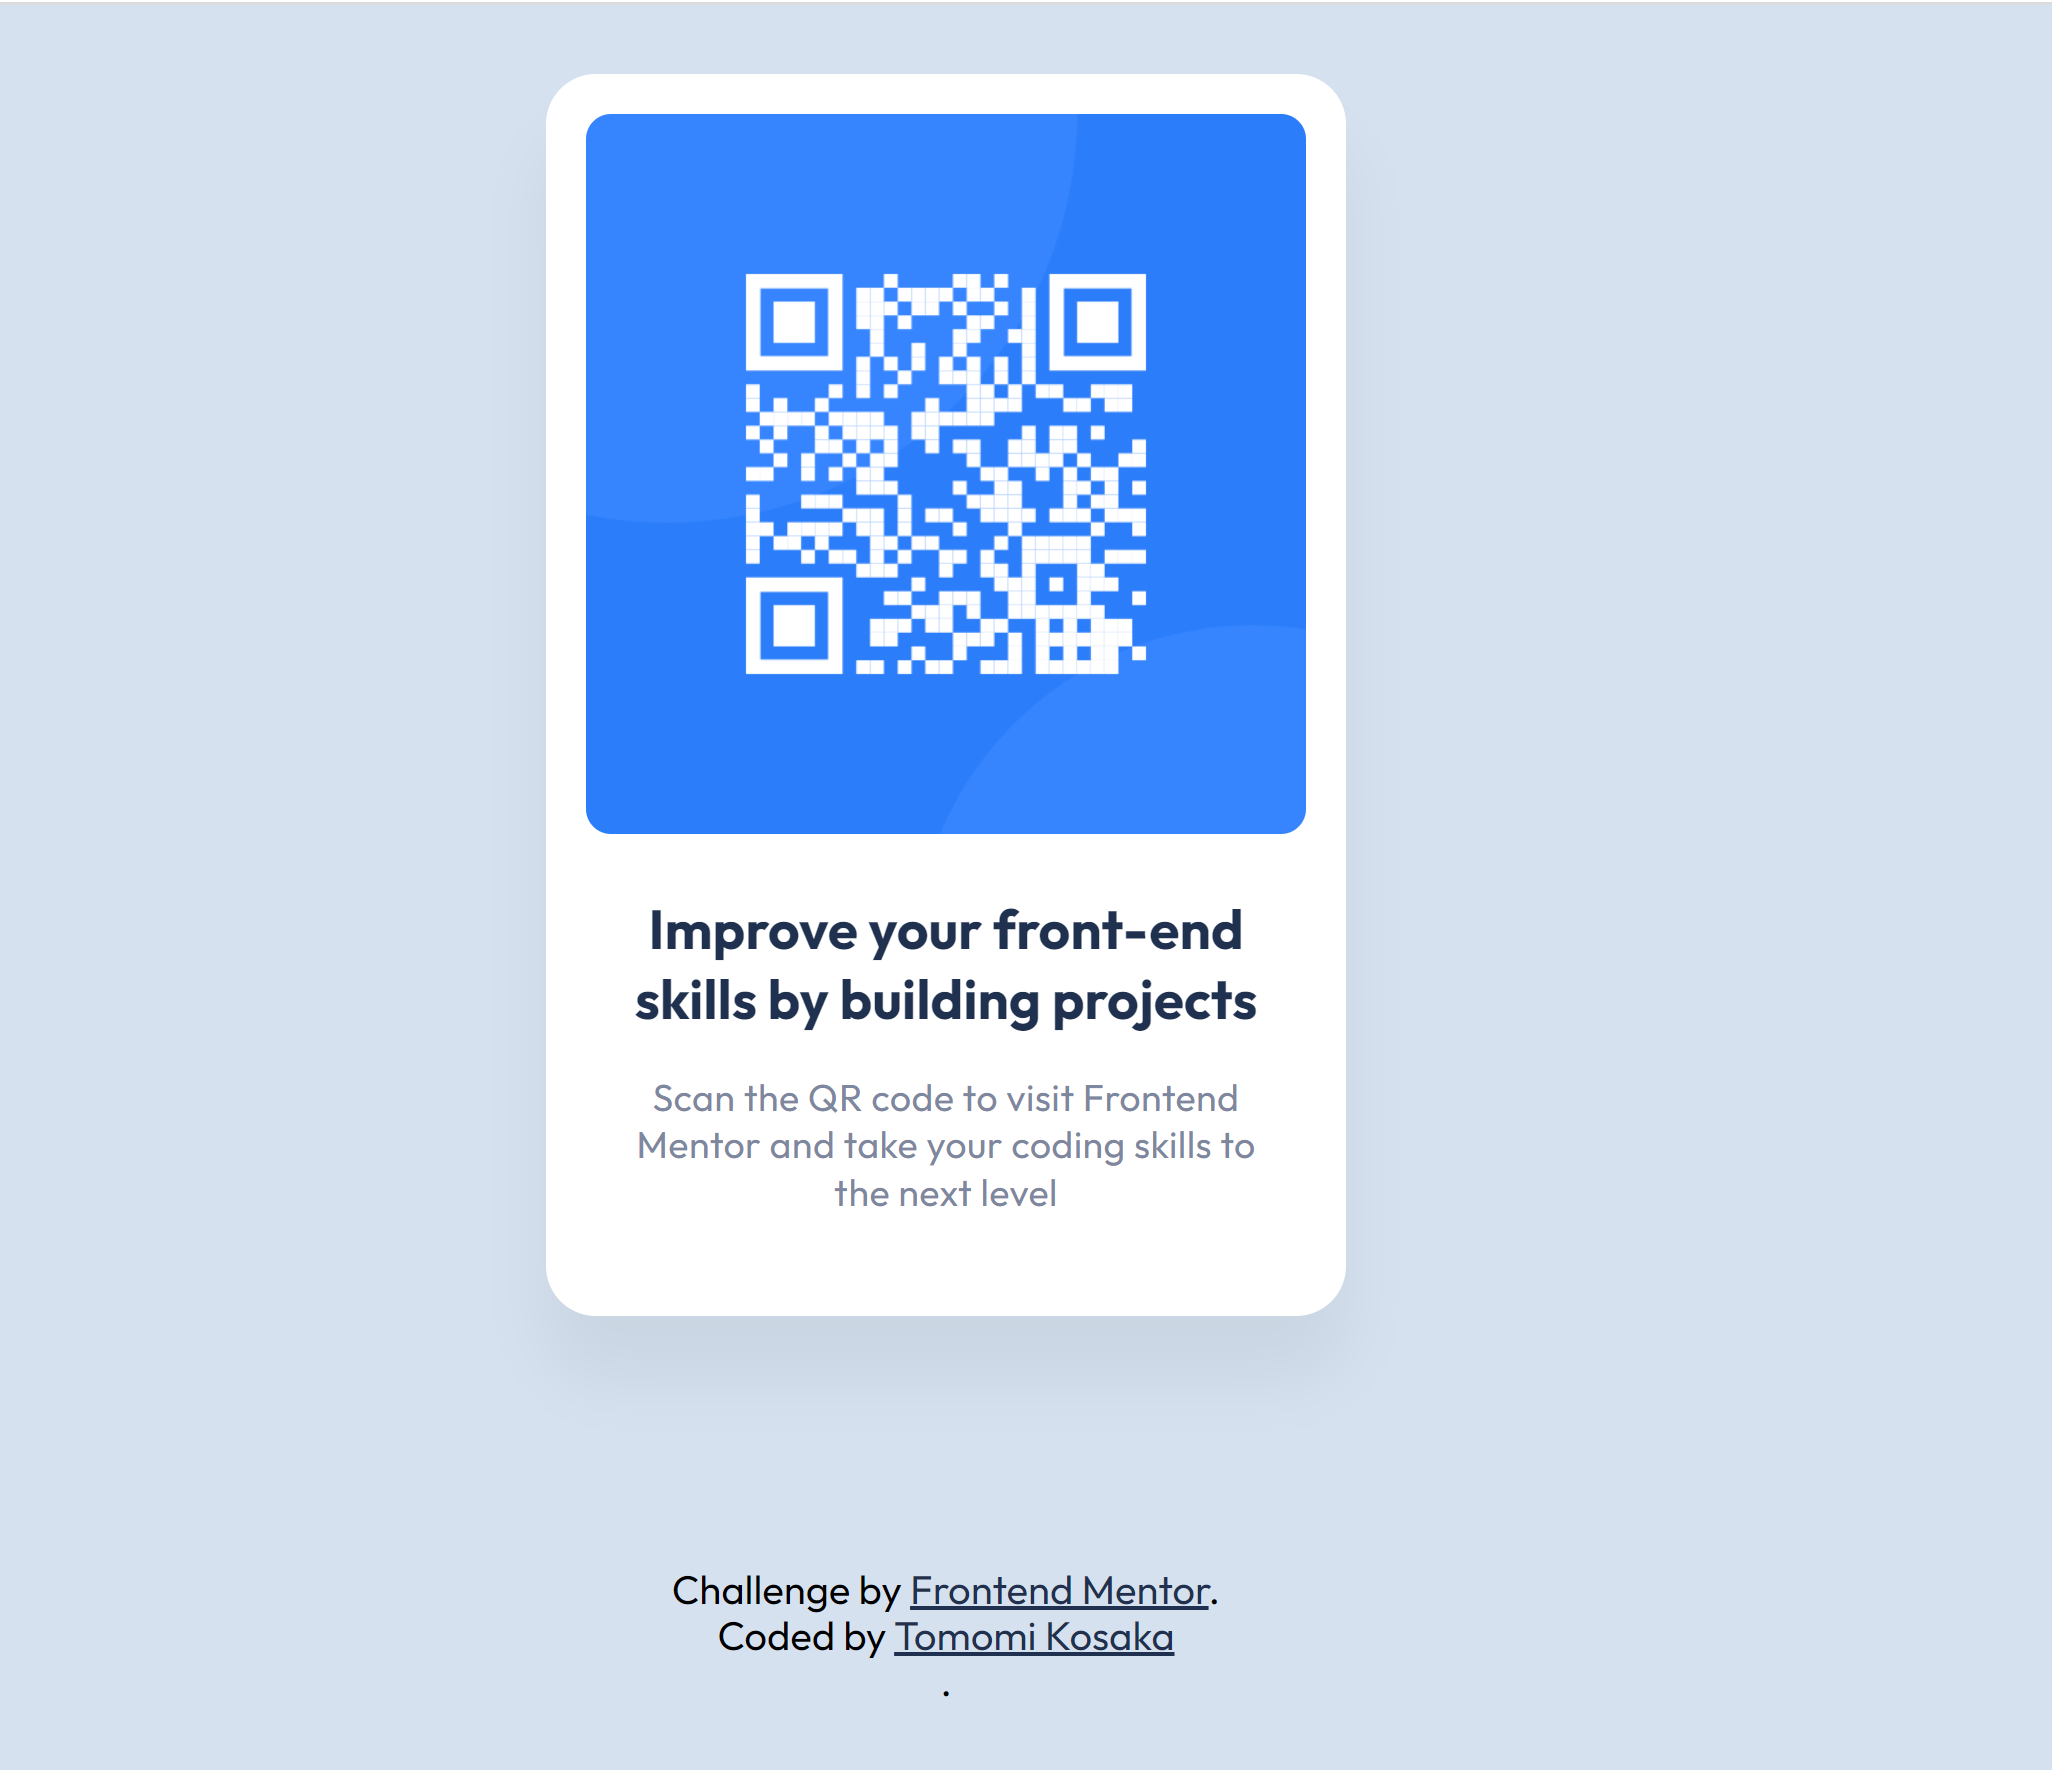 Improve your front-end
skills by building projects
Scan the QR code to visit Frontend
Mentor and take your coding skills to
the next level
Challenge by Frontend Mentor.
Coded by Tomomi Kosaka
.